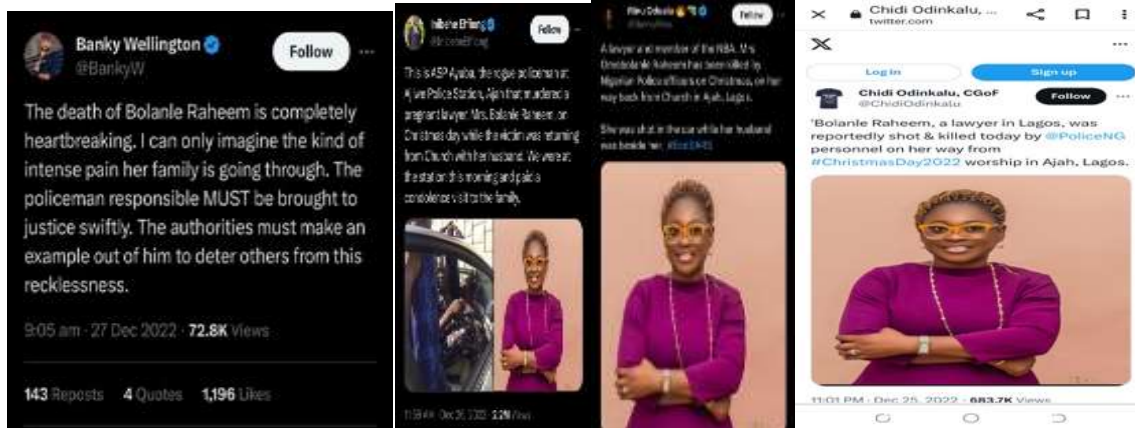 Banky Wellington
@BankyW
Follow
The death of Bolanle Raheem is completely
heartbreaking. I can only imagine the kind of
intense pain her family is going through. The
policeman responsible MUST be brought to
justice swiftly. The authorities must make an
example out of him to deter others from this
recklessness.
9:05 am · 27 Dec 2022 · 72.8K Views
143 Reposts 4 Quotes 1,196 Likes
Inibehe Effiong
@InibeheEffiong
Follow
This is ASP the rogue policeman at
Ajiwe Police Station, Ajah that murdered a
pregnant lawyer, Mrs. Bolanle Raheem, on
Christmas day while the victim was returning
from Church with her husband. We were at
the station this morning and paid a
condolence visit to the family.
Dec 26, 2022 · Views
Follow
A lawyer and member of the NBA, Mrs
Raheem has been killed by
Nigerian Police officers on Christmas, on her
way back from Church in Ajah, Lagos.
She was shot in the car while her husband
was beside her.
Chidi Odinkalu, ...
twitter.com
Log in
Sign up
Chidi Odinkalu, CGoF
@ChidiOdinkalu
Follow
'Bolanle Raheem, a lawyer in Lagos, was
reportedly shot & killed today by @PoliceNG
personnel on her way from
#ChristmasDay2022 worship in Ajah, Lagos.
11:01 PM · Dec 25, 2022 · 683.7K Views